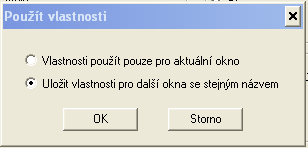 Použít vlastnosti
Vlastnosti použít pouze pro aktuální okno
Uložit vlastnosti pro další okna se stejným názvem
OK Storno